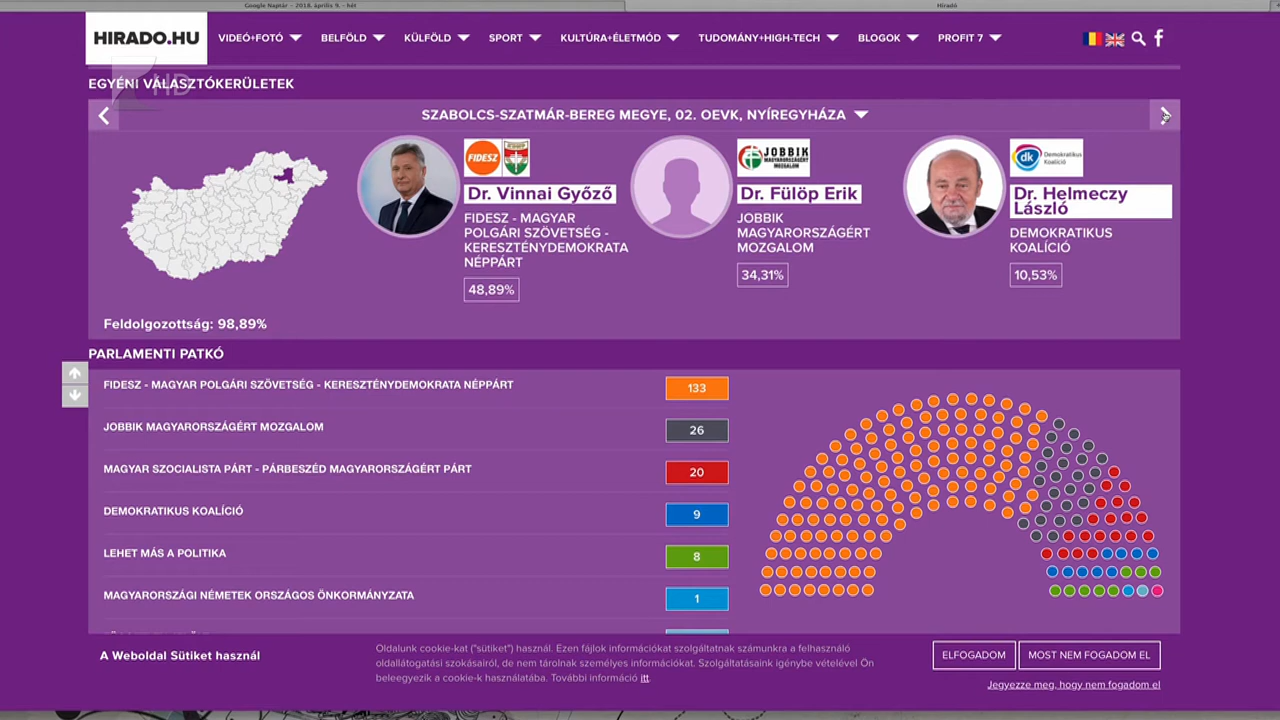 Google Naptár – 2018. április 9. – hét
Híradó
HIRADO.HU
VIDEÓ+FOTÓ
BELFÖLD
KÜLFÖLD
SPORT
KULTÚRA+ÉLETMÓD
TUDOMÁNY+HIGH-TECH
BLOGOK
PROFIT 7
HD
EGYÉNI VÁLASZTÓKERÜLETEK
SZABOLCS-SZATMÁR-BEREG MEGYE, 02. OEVK, NYÍREGYHÁZA
FIDESZ
Dr. Vinnai Győző
FIDESZ - MAGYAR
POLGÁRI SZÖVETSÉG -
KERESZTÉNYDEMOKRATA
NÉPPÁRT
48,89%
JOBBIK
MAGYARORSZÁGÉRT
MOZGALOM
Dr. Fülöp Erik
JOBBIK
MAGYARORSZÁGÉRT
MOZGALOM
34,31%
dk
Demokratikus
Koalíció
Dr. Helmeczy
László
DEMOKRATIKUS
KOALÍCIÓ
10,53%
Feldolgozottság: 98,89%
PARLAMENTI PATKÓ
FIDESZ - MAGYAR POLGÁRI SZÖVETSÉG - KERESZTÉNYDEMOKRATA NÉPPÁRT
133
JOBBIK MAGYARORSZÁGÉRT MOZGALOM
26
MAGYAR SZOCIALISTA PÁRT - PÁRBESZÉD MAGYARORSZÁGÉRT PÁRT
20
DEMOKRATIKUS KOALÍCIÓ
9
LEHET MÁS A POLITIKA
8
MAGYARORSZÁGI NÉMETEK ORSZÁGOS ÖNKORMÁNYZATA
1
A Weboldal Sütiket használ
Oldalunk cookie-kat ("sütiket") használ. Ezen fájlok információkat szolgáltatnak számunkra a felhasználó
oldallátogatási szokásairól, de nem tárolnak személyes információkat. Szolgáltatásaink igénybe vételével Ön
beleegyezik a cookie-k használatába. További információ itt.
ELFOGADOM
MOST NEM FOGADOM EL
Jegyezze meg, hogy nem fogadom el